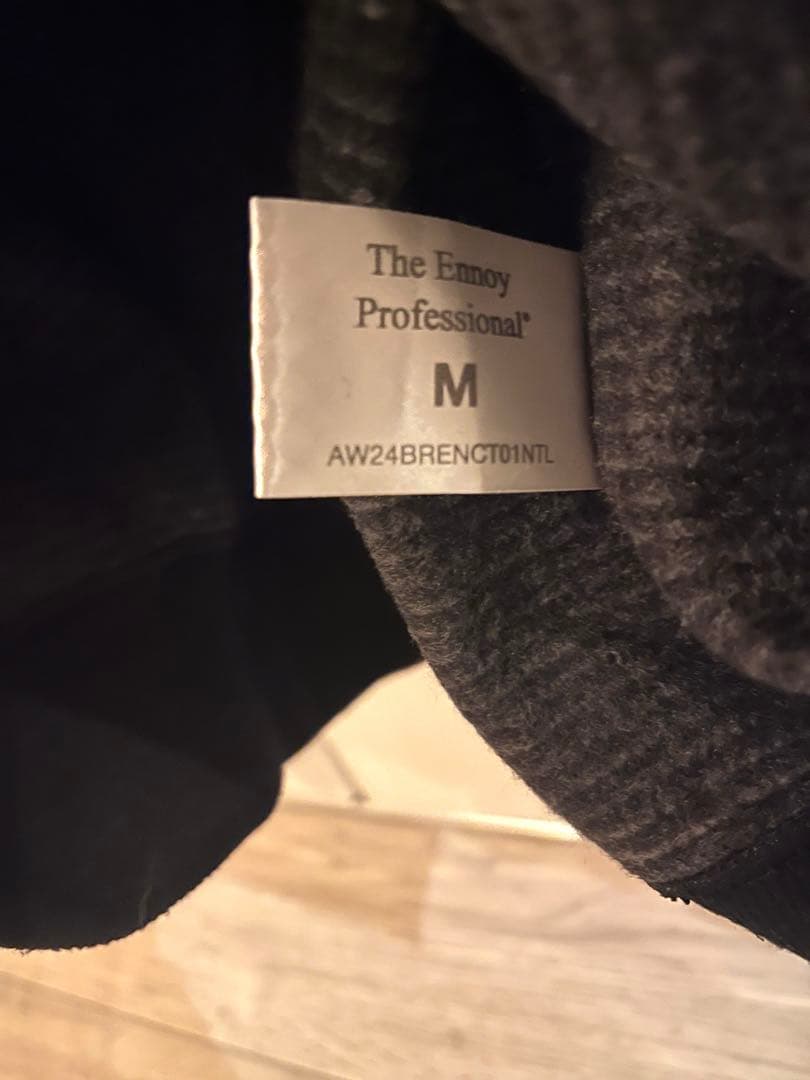 The Ennoy
Professional®
M
AW24BRENCT01NTL